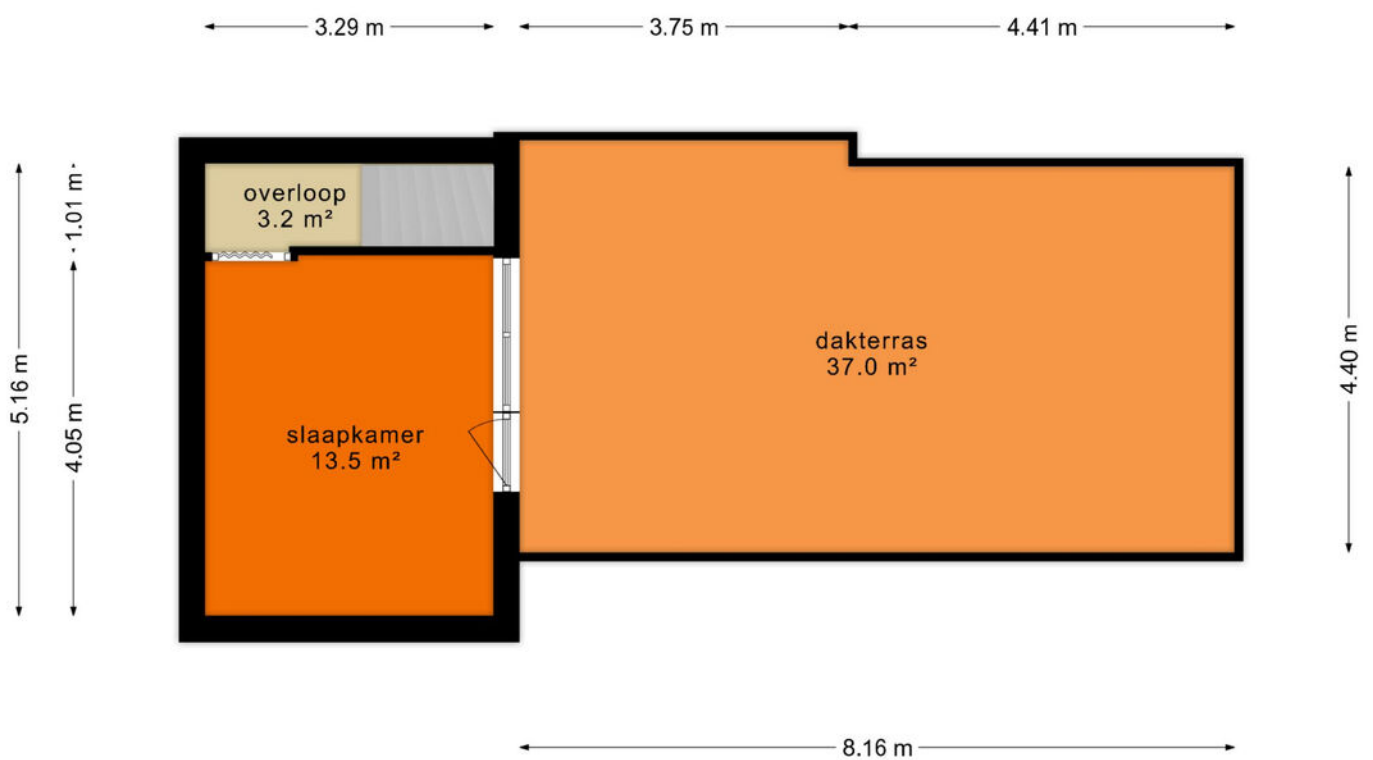 3.29 m
3.75 m
4.41 m
overloop
3.2 m²
1.01 m
5.16 m
4.05 m
slaapkamer
13.5 m²
dakterras
37.0 m²
4.40 m
8.16 m